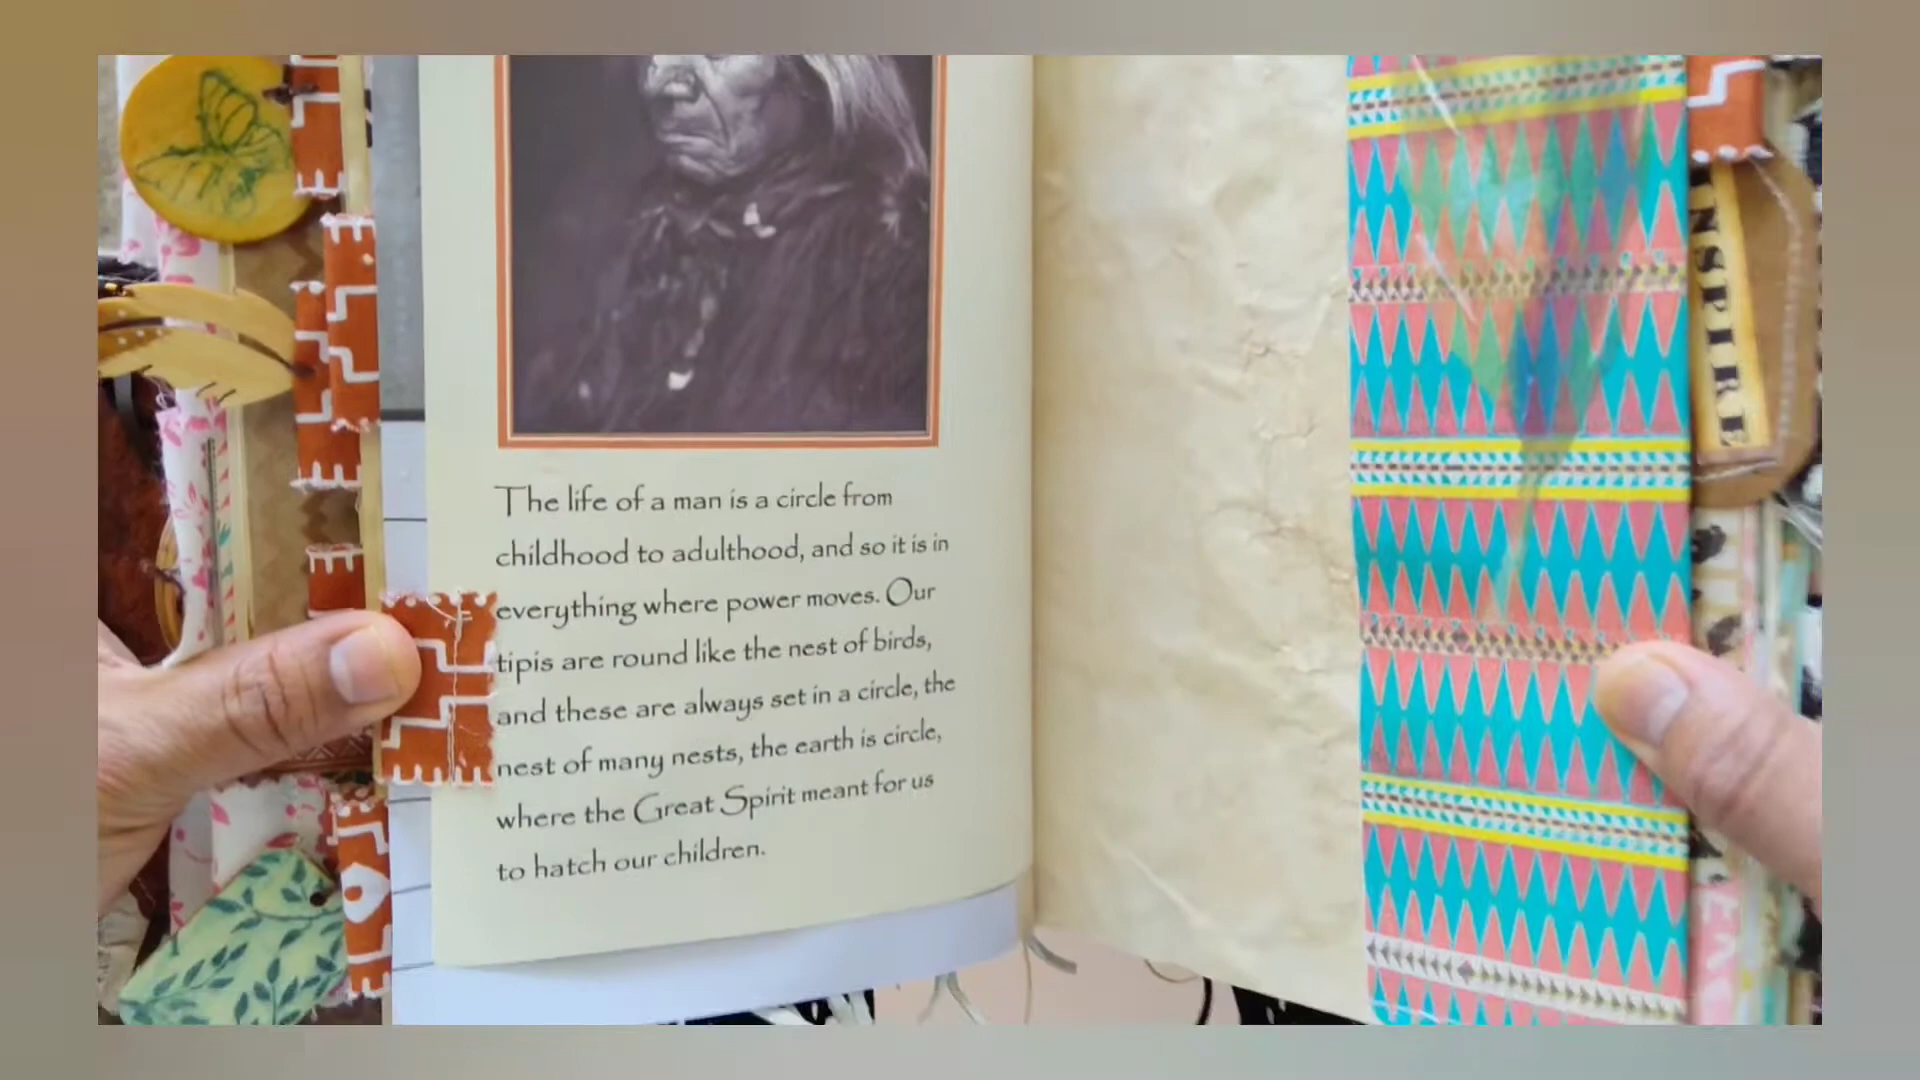 The life of a man is a circle from
childhood to adulthood, and so it is in
everything where power moves. Our
tipis are round like the nest of birds,
and these are always set in a circle, the
nest of many nests, the earth is circle,
where the Great Spirit meant for us
to hatch our children.
NSPIRE